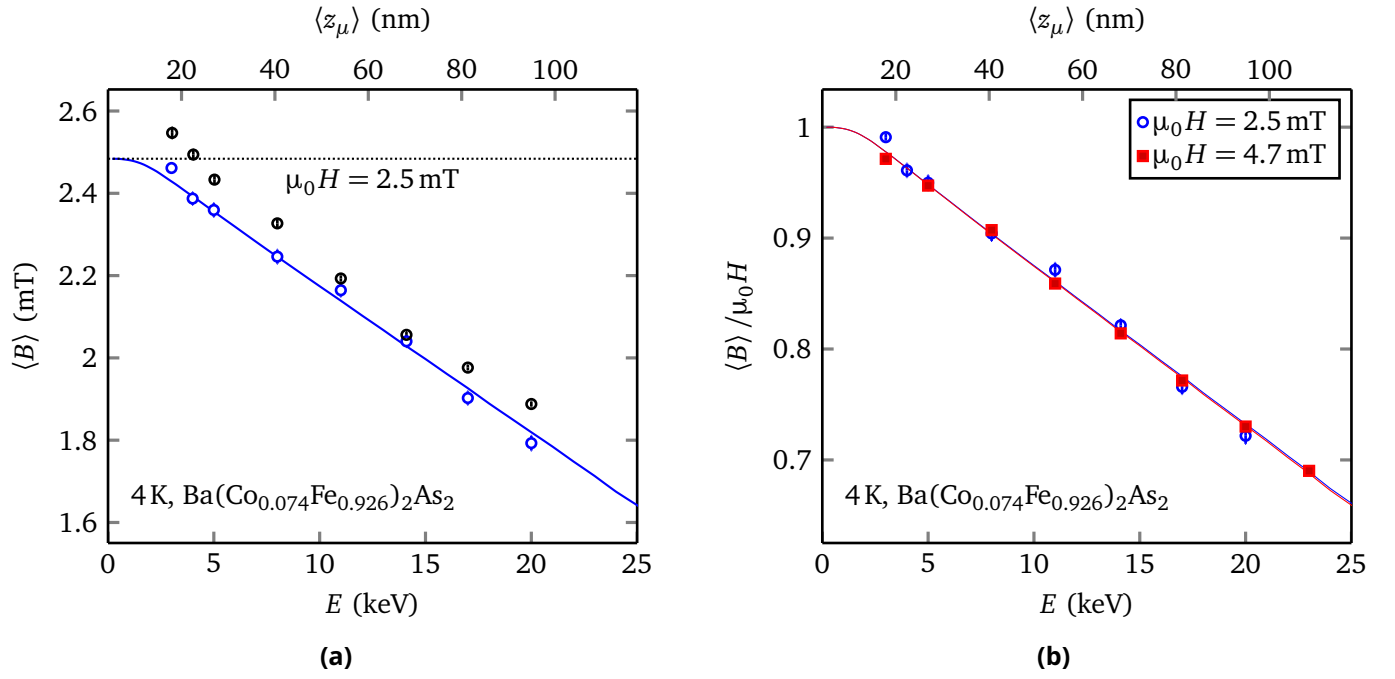 ⟨z_μ⟩ (nm)
20 40 60 80 100
2.6
2.4
2.2
2
1.8
1.6
⟨B⟩ (mT)
μ₀H = 2.5 mT
4 K, Ba(Co₀.₀₇₄Fe₀.₉₂₆)₂As₂
0 5 10 15 20 25
E (keV)
(a)
⟨z_μ⟩ (nm)
20 40 60 80 100
1
0.9
0.8
0.7
⟨B⟩ /μ₀H
μ₀H = 2.5 mT
μ₀H = 4.7 mT
4 K, Ba(Co₀.₀₇₄Fe₀.₉₂₆)₂As₂
0 5 10 15 20 25
E (keV)
(b)